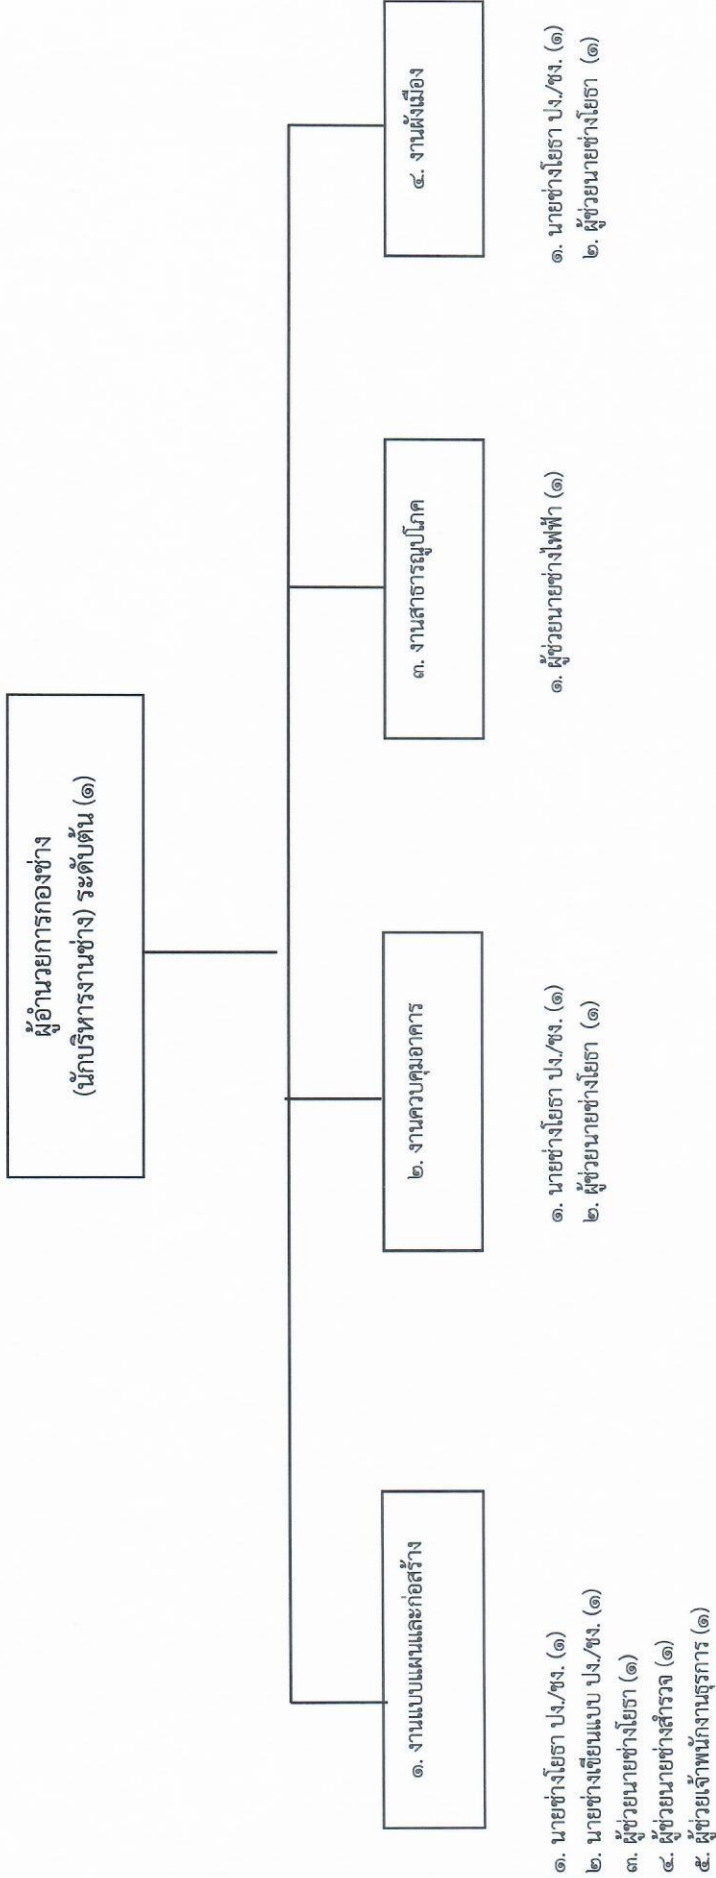 ผู้อำนวยการกองช่าง
(นักบริหารงานช่าง) ระดับต้น (๑)
๑. งานแบบแผนและก่อสร้าง
๒. งานควบคุมอาคาร
๓. งานสาธารณูปโภค
๔. งานผังเมือง
๑. นายช่างโยธา ปง./ชง. (๑)
๒. นายช่างเขียนแบบ ปง./ชง. (๑)
๓. ผู้ช่วยนายช่างโยธา (๑)
๔. ผู้ช่วยนายช่างสำรวจ (๑)
๕. ผู้ช่วยเจ้าพนักงานธุรการ (๑)
๑. นายช่างโยธา ปง./ชง. (๑)
๒. ผู้ช่วยนายช่างโยธา (๑)
๑. ผู้ช่วยนายช่างไฟฟ้า (๑)
๑. นายช่างโยธา ปง./ชง. (๑)
๒. ผู้ช่วยนายช่างโยธา (๑)